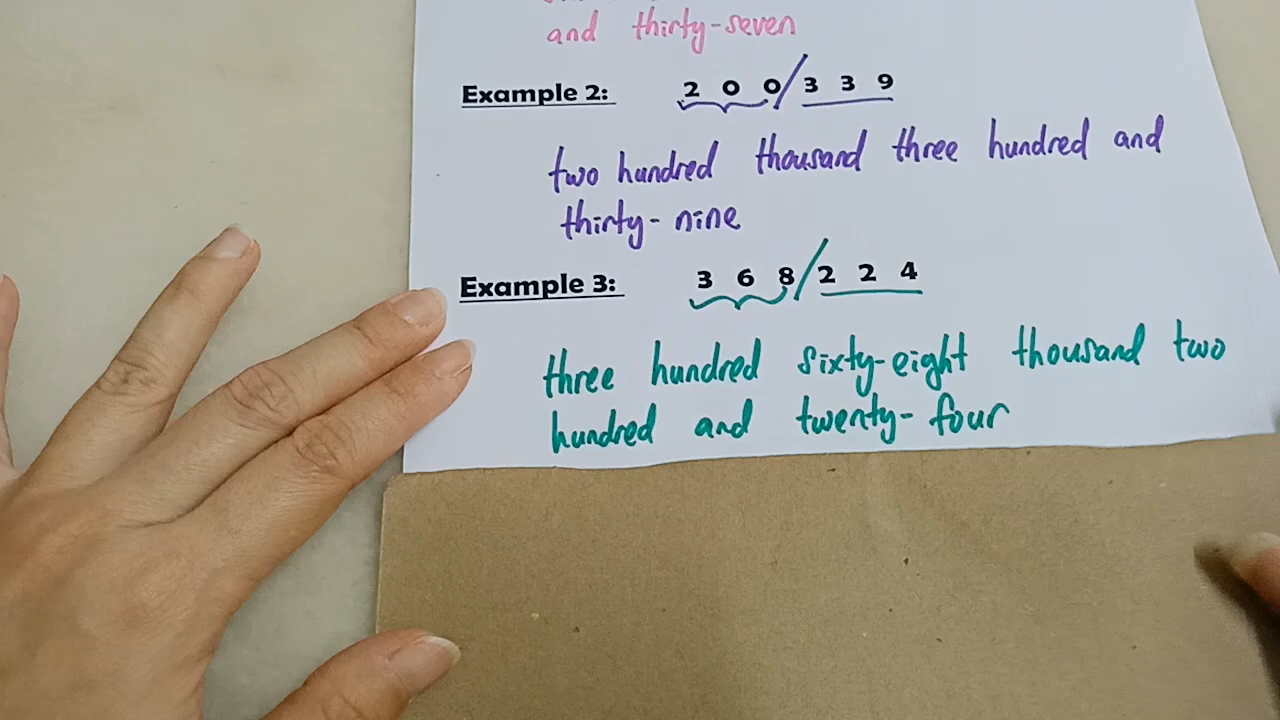 and thirty-seven
Example 2: 2 0 0/3 3 9
two hundred thousand three hundred and
thirty-nine
Example 3: 3 6 8/2 2 4
three hundred sixty-eight thousand two
hundred and twenty-four